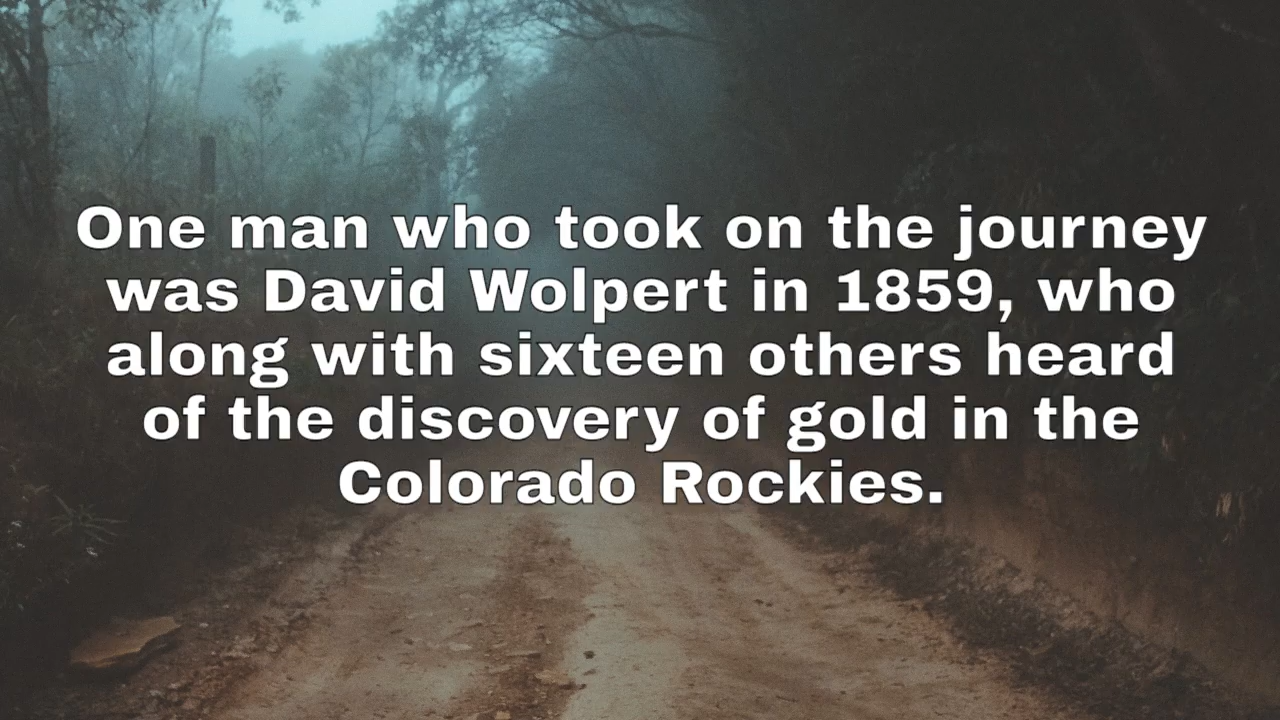 One man who took on the journey
was David Wolpert in 1859, who
along with sixteen others heard
of the discovery of gold in the
Colorado Rockies.